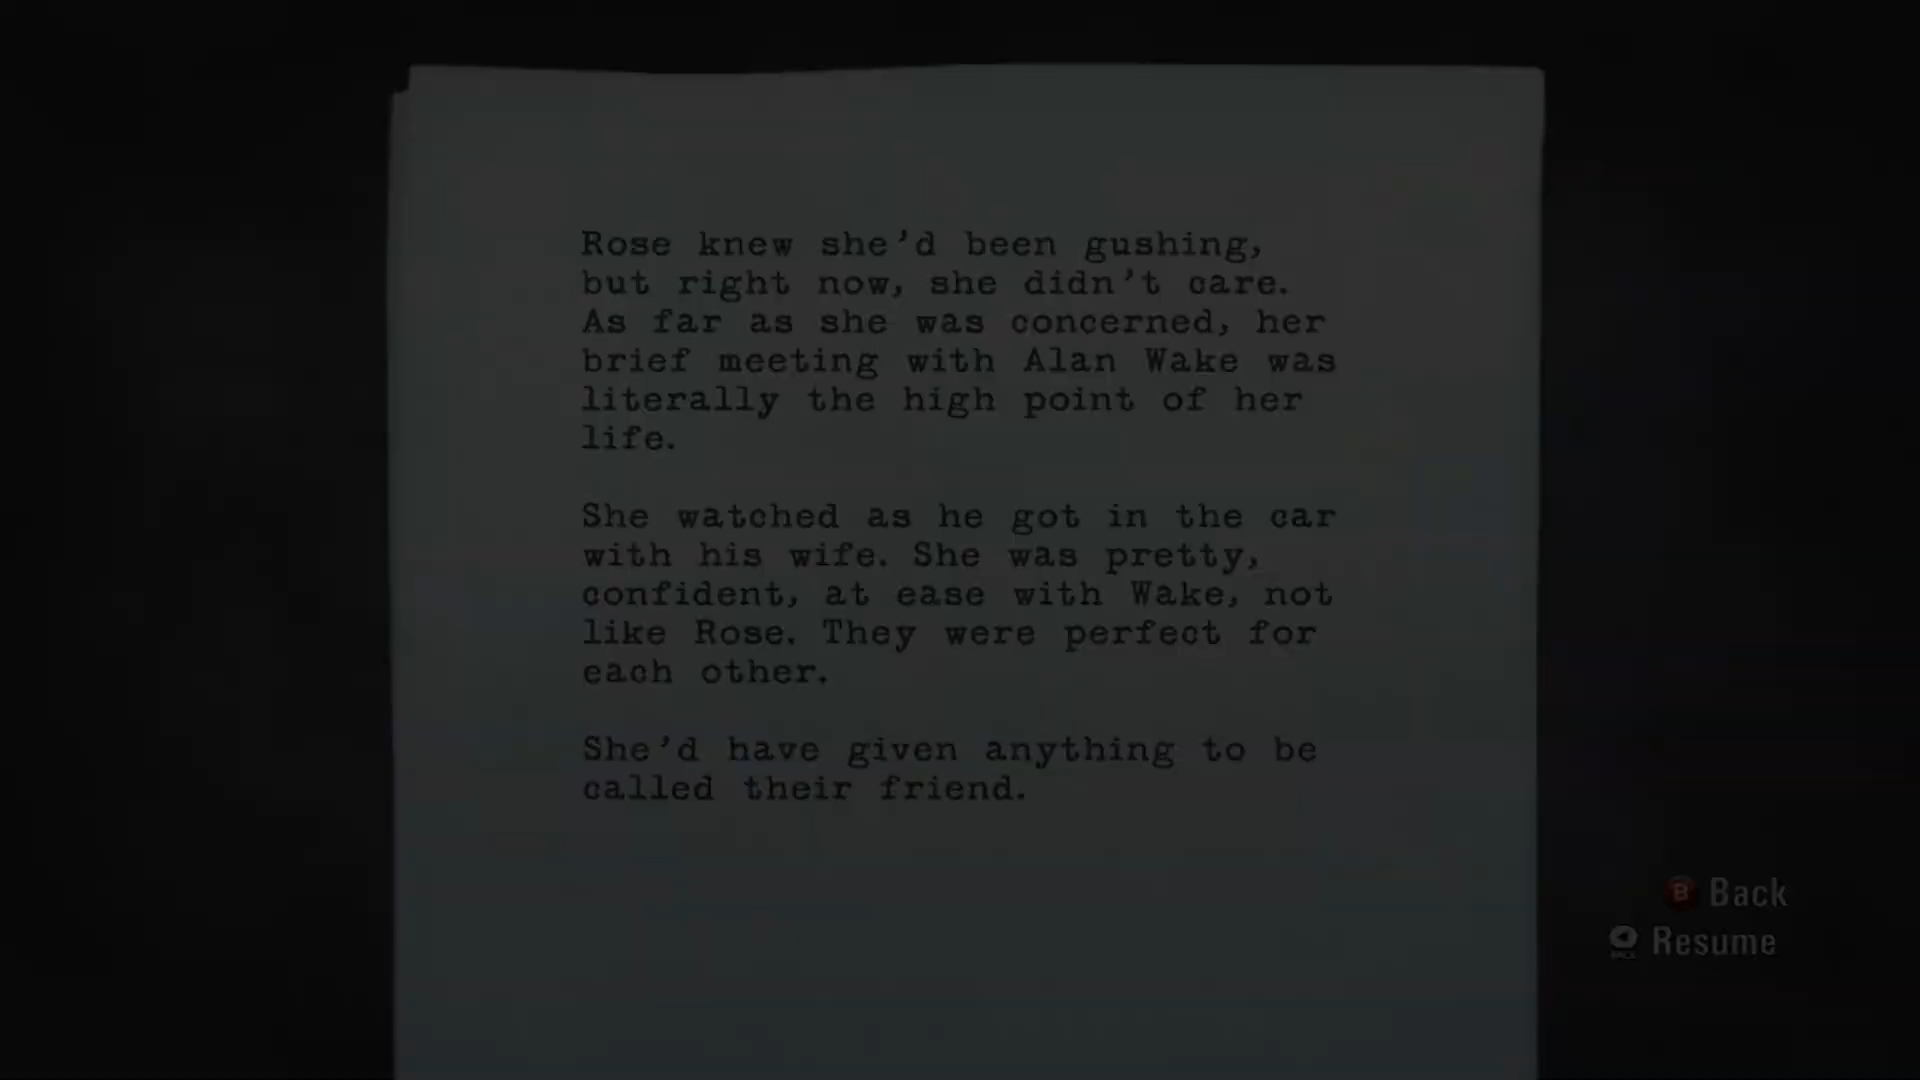 Rose knew she'd been gushing,
but right now, she didn't care.
As far as she was concerned, her
brief meeting with Alan Wake was
literally the high point of her
life.
She watched as he got in the car
with his wife. She was pretty,
confident, at ease with Wake, not
like Rose. They were perfect for
each other.
She'd have given anything to be
called their friend.
B Back
BACK Resume